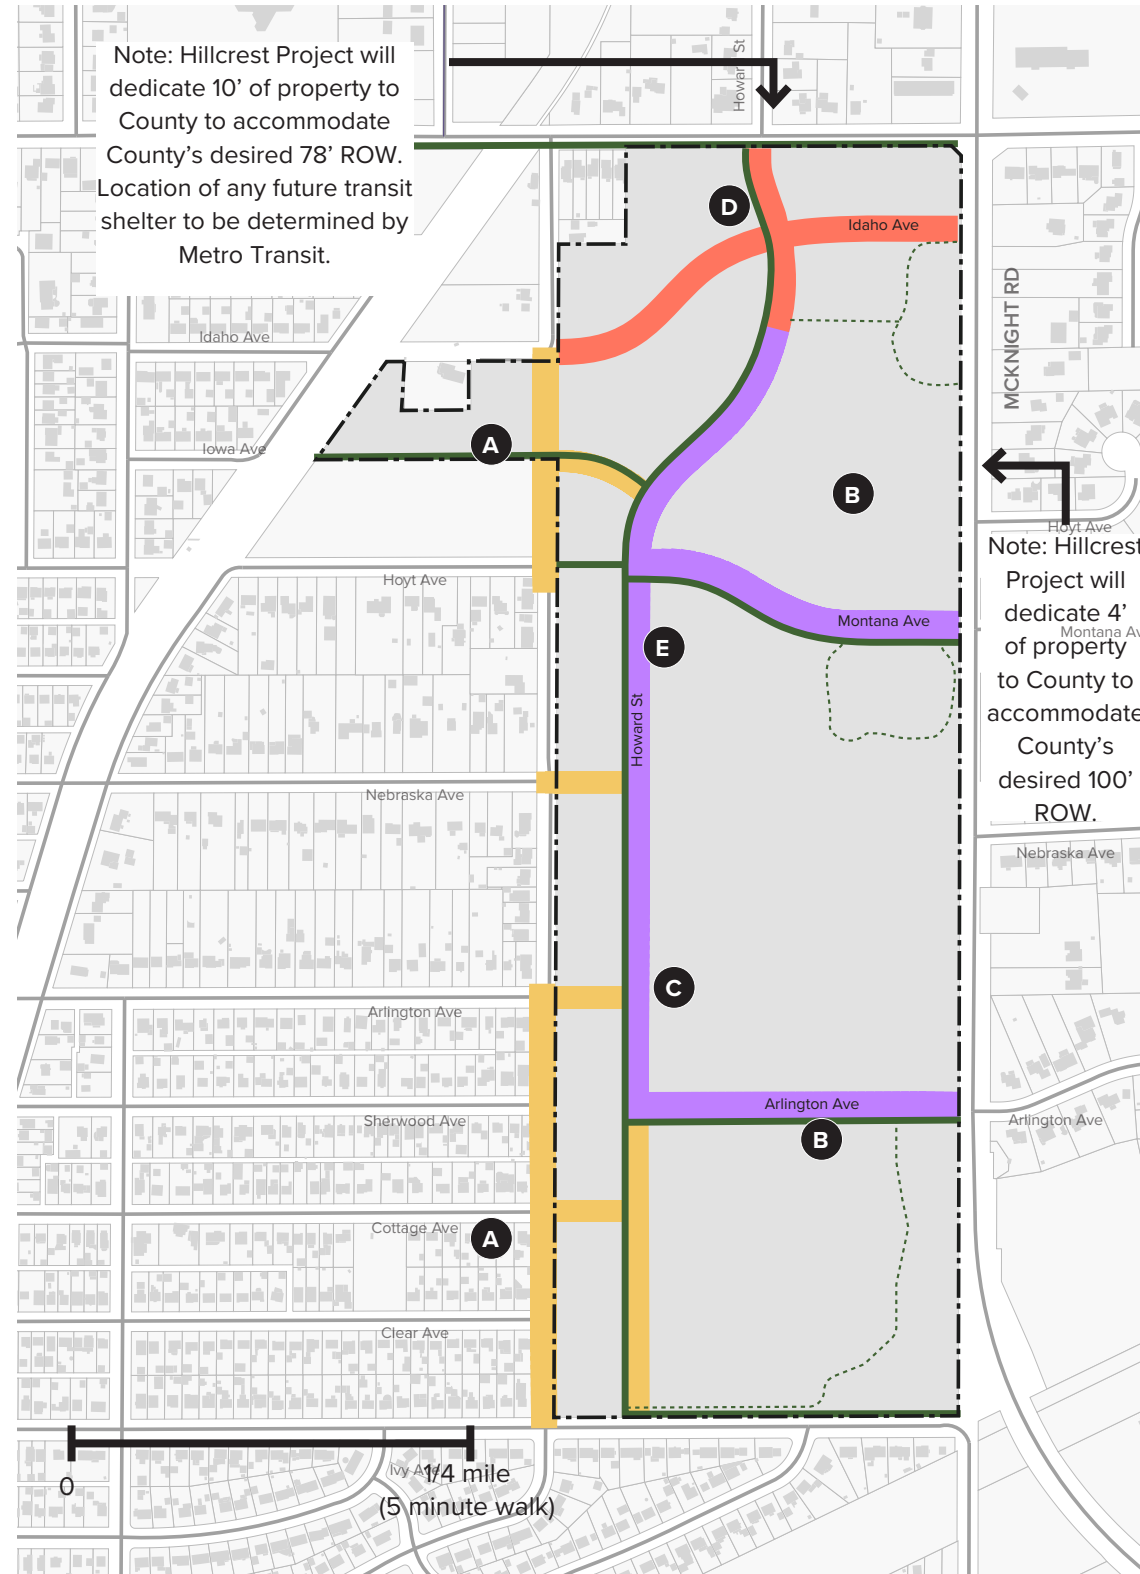 Note: Hillcrest Project will
dedicate 10’ of property to
County to accommodate
County’s desired 78’ ROW.
Location of any future transit
shelter to be determined by
Metro Transit.
Howard St
D
Idaho Ave
MCKNIGHT RD
Idaho Ave
Iowa Ave
A
B
Hoyt Ave
Note: Hillcrest
Project will
dedicate 4’
of property
to County to
accommodate
County’s
desired 100’
ROW.
Montana Av
Hoyt Ave
Montana Ave
E
Howard St
Nebraska Ave
Nebraska Ave
C
Arlington Ave
Arlington Ave
Sherwood Ave
Arlington Ave
B
Cottage Ave
A
Clear Ave
Ivy Ave
0
1/4 mile
(5 minute walk)